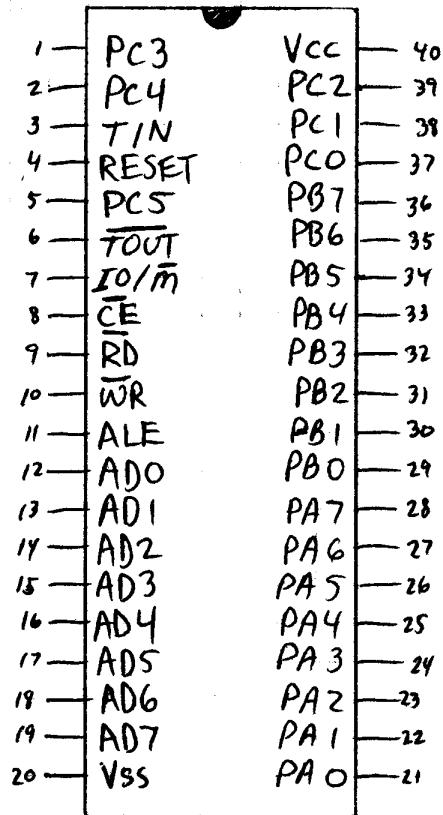 1 PC3 Vcc 40
2 PC4 PC2 39
3 T/N PC1 38
4 RESET PC0 37
5 PC5 PB7 36
6 TOUT PB6 35
7 IO/m PB5 34
8 CE PB4 33
9 RD PB3 32
10 WR PB2 31
11 ALE PB1 30
12 AD0 PB0 29
13 AD1 PA7 28
14 AD2 PA6 27
15 AD3 PA5 26
16 AD4 PA4 25
17 AD5 PA3 24
18 AD6 PA2 23
19 AD7 PA1 22
20 Vss PA0 21